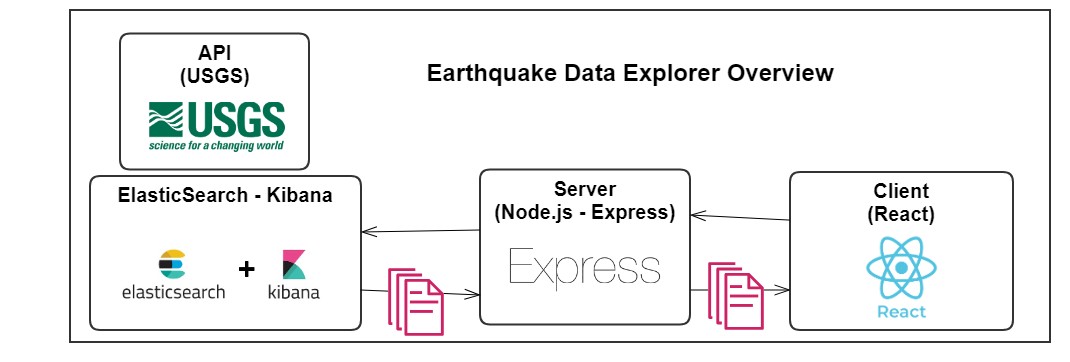 API
(USGS)
USGS
science for a changing world
Earthquake Data Explorer Overview
ElasticSearch - Kibana
elasticsearch
+
kibana
Server
(Node.js - Express)
Express
Client
(React)
React